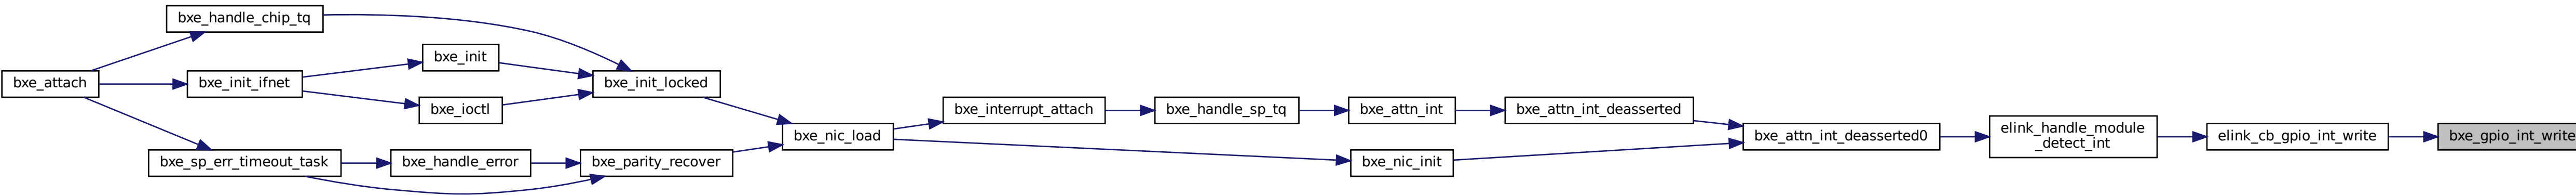 bxe_attach
bxe_handle_chip_tq
bxe_init_ifnet
bxe_sp_err_timeout_task
bxe_init
bxe_ioctl
bxe_handle_error
bxe_init_locked
bxe_parity_recover
bxe_nic_load
bxe_interrupt_attach
bxe_handle_sp_tq
bxe_attn_int
bxe_nic_init
bxe_attn_int_deasserted
bxe_attn_int_deasserted0
elink_handle_module
_detect_int
elink_cb_gpio_int_write
bxe_gpio_int_write